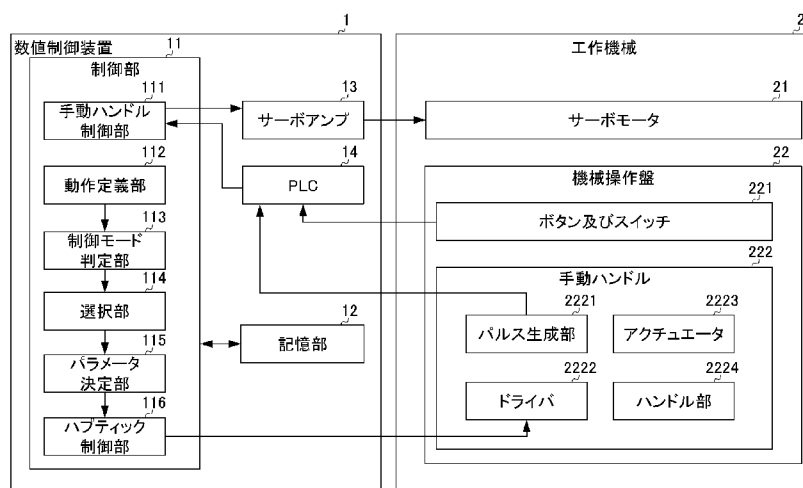 1
数値制御装置
11
制御部
111
手動ハンドル
制御部
112
動作定義部
113
制御モード
判定部
114
選択部
115
パラメータ
決定部
116
ハプティック
制御部
13
サーボアンプ
14
PLC
12
記憶部
2
工作機械
21
サーボモータ
22
機械操作盤
221
ボタン及びスイッチ
222
手動ハンドル
2221
パルス生成部
2223
アクチュエータ
2222
ドライバ
2224
ハンドル部